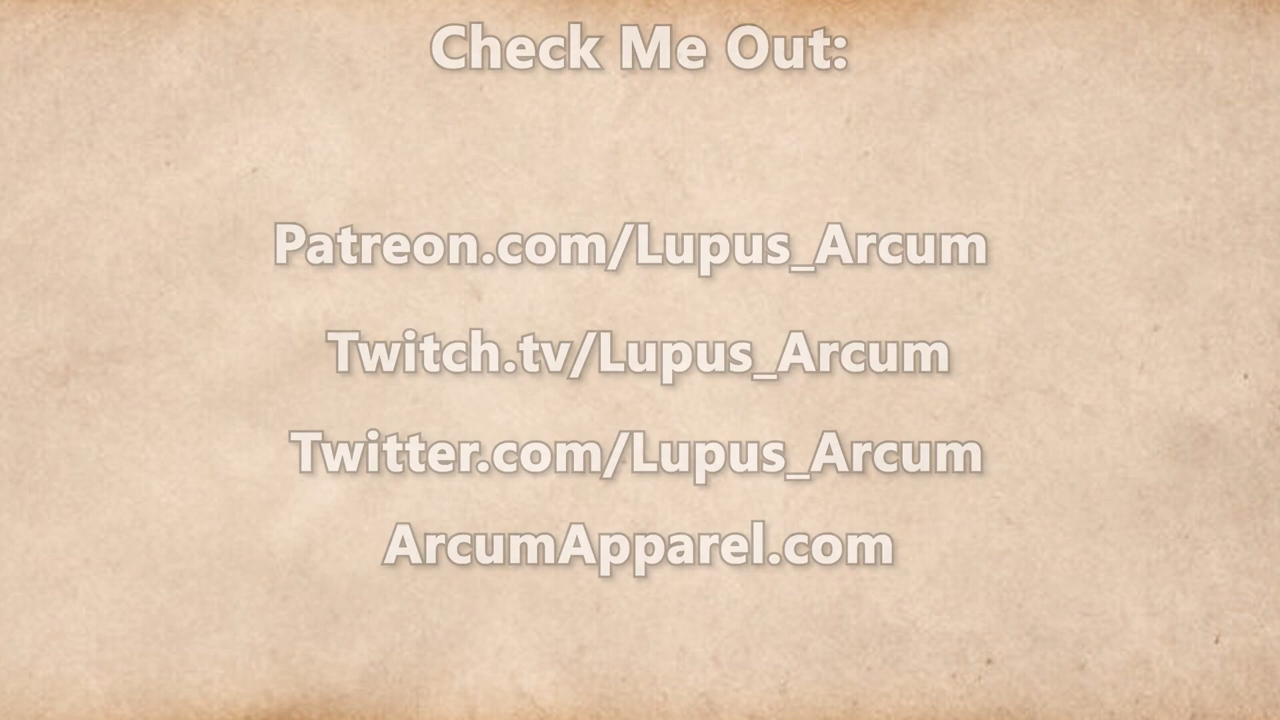 Check Me Out:
Patreon.com/Lupus_Arcum
Twitch.tv/Lupus_Arcum
Twitter.com/Lupus_Arcum
ArcumApparel.com